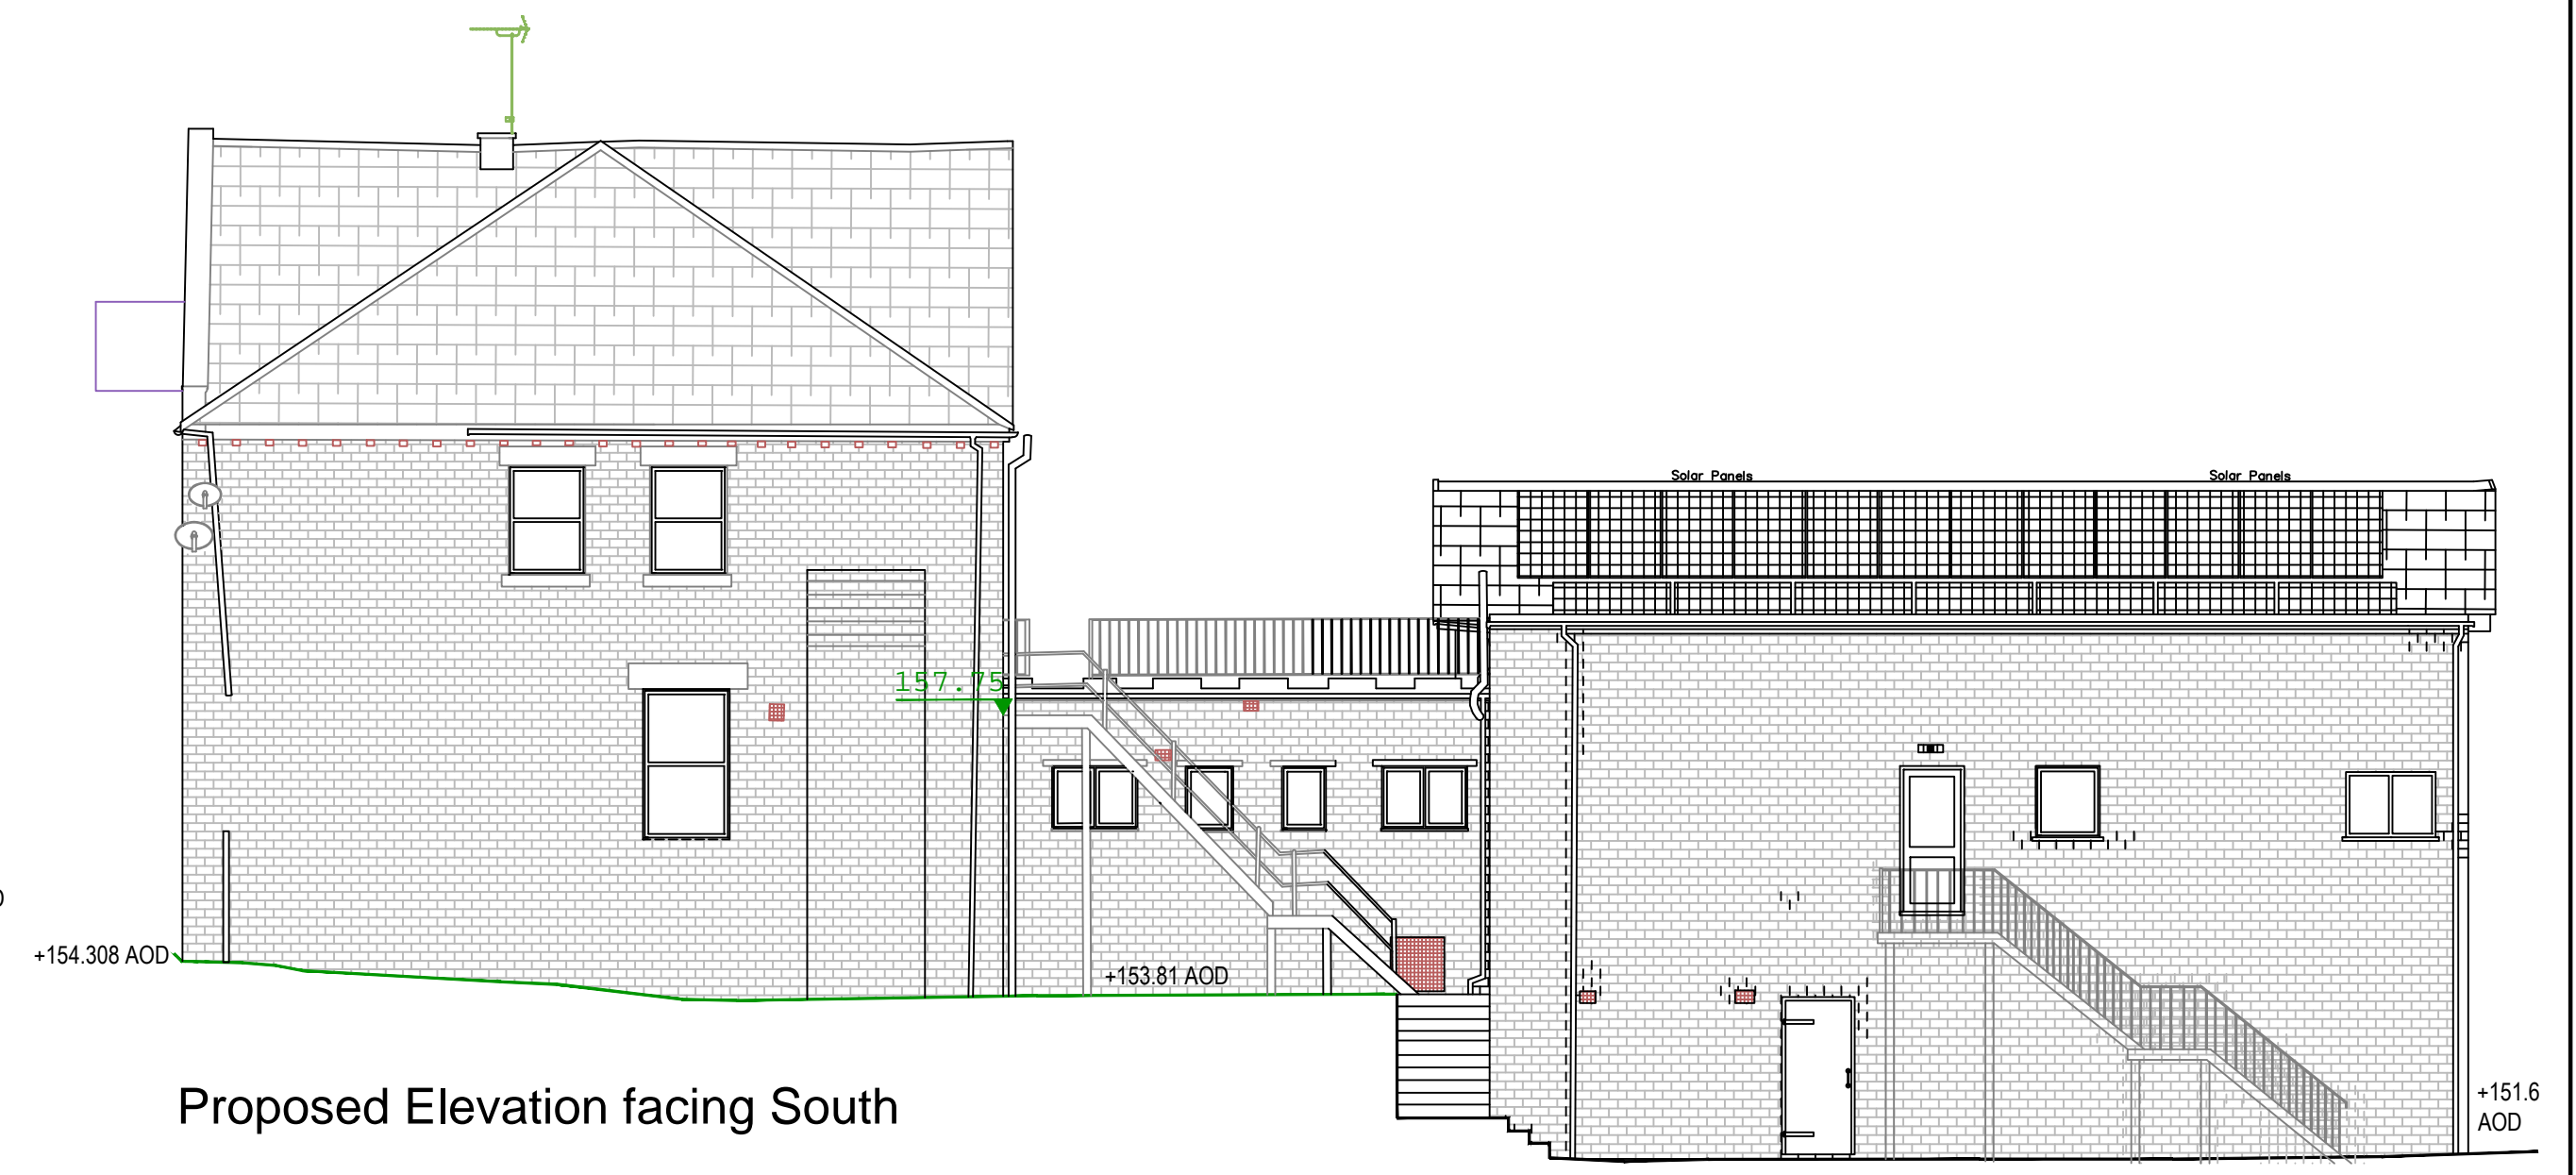 Solar Panels
Solar Panels
157.75
+154.308 AOD
+153.81 AOD
Proposed Elevation facing South
+151.6
AOD